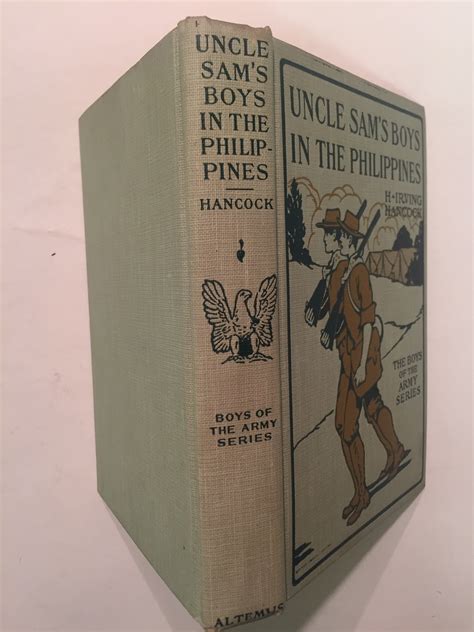 UNCLE
SAM'S
BOYS
IN THE
PHILIP-
PINES
HANCOCK
BOYS OF
THE ARMY
SERIES
ALTEMUS
UNCLE SAM'S BOYS
IN THE PHILIPPINES
H·IRVING
HANCOCK
THE BOYS
OF THE
ARMY
SERIES